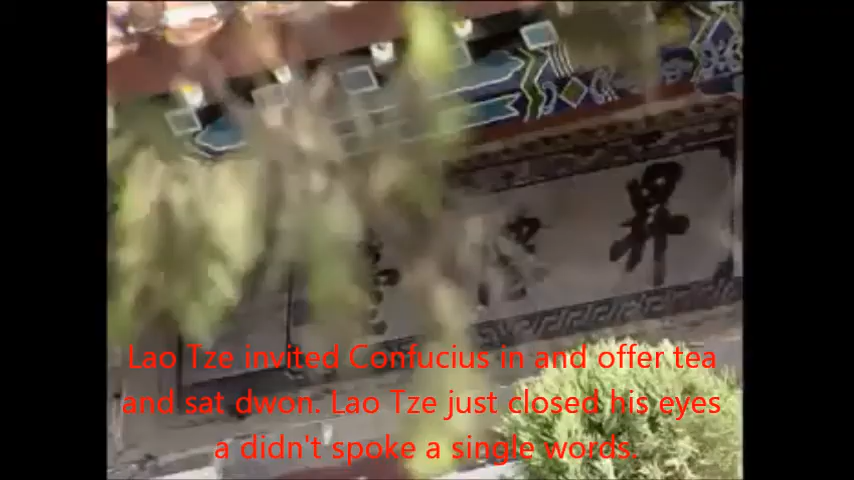 昇
Lao Tze invited Confucius in and offer tea
and sat dwon. Lao Tze just closed his eyes
a didn't spoke a single words.